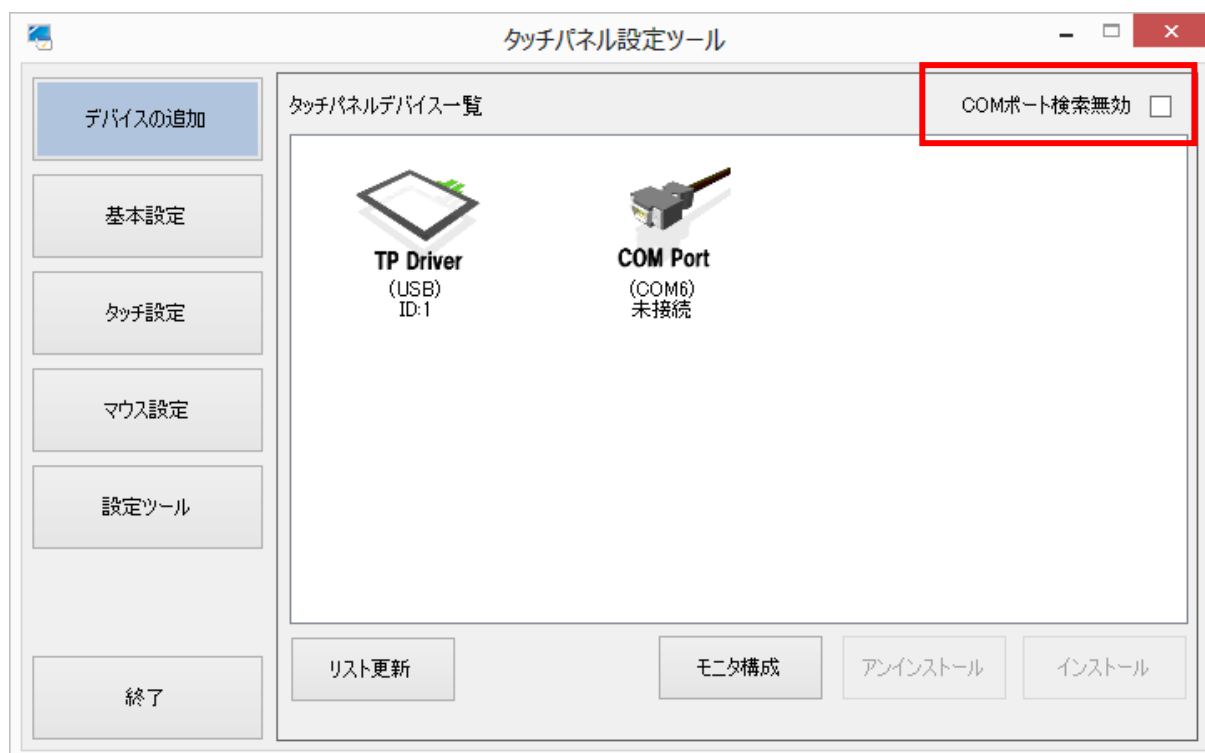 タッチパネル設定ツール
デバイスの追加
基本設定
タッチ設定
マウス設定
設定ツール
終了
タッチパネルデバイス一覧
COMポート検索無効
TP Driver
(USB)
ID:1
COM Port
(COM6)
未接続
リスト更新
モニタ構成
アンインストール
インストール